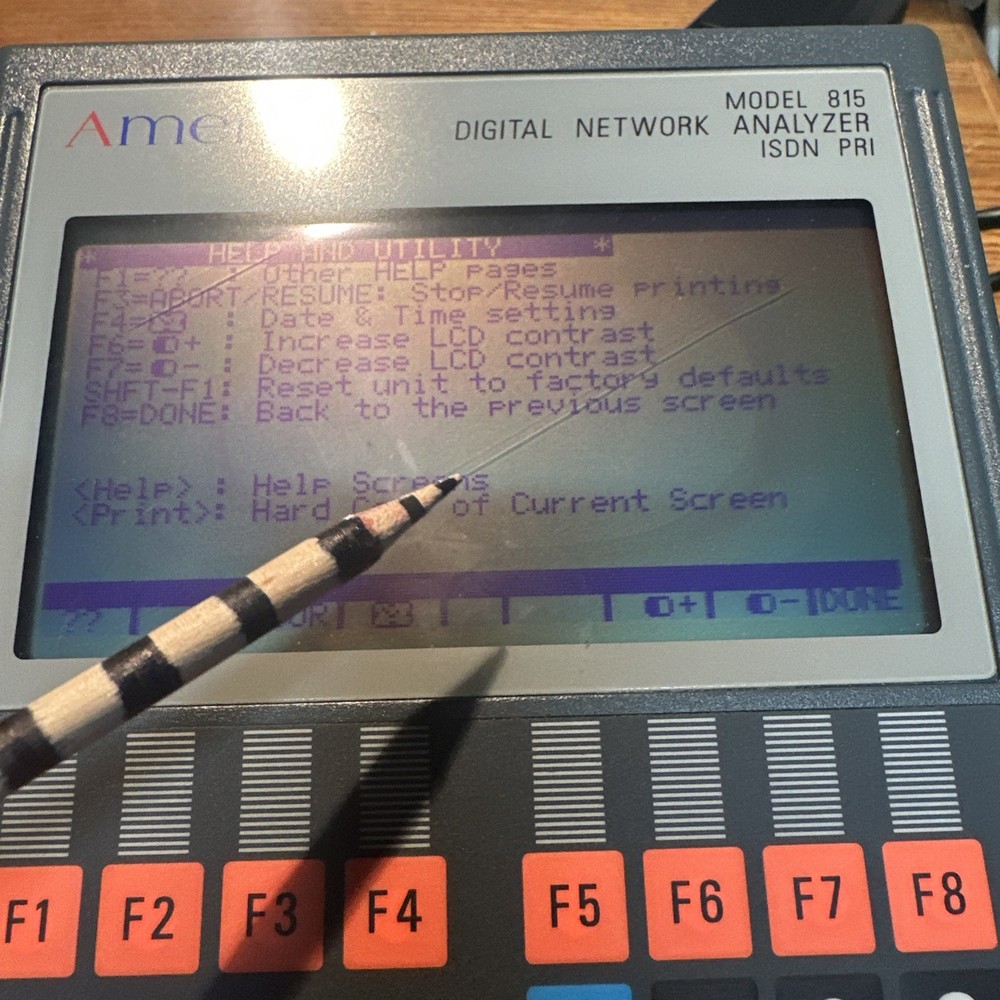 MODEL 815
DIGITAL NETWORK ANALYZER
ISDN PRI
* HELP AND UTILITY *
F1=?? : Other HELP pages
F3=ABORT/RESUME: Stop/Resume printing
F4= : Date & Time setting
F6= + : Increase LCD contrast
F7= - : Decrease LCD contrast
SHFT-F1: Reset unit to factory defaults
F8=DONE: Back to the previous screen
<Help> : Help Screens
<Print>: Hard of Current Screen
?? | | | | | + | - |DONE
F1 F2 F3 F4 F5 F6 F7 F8